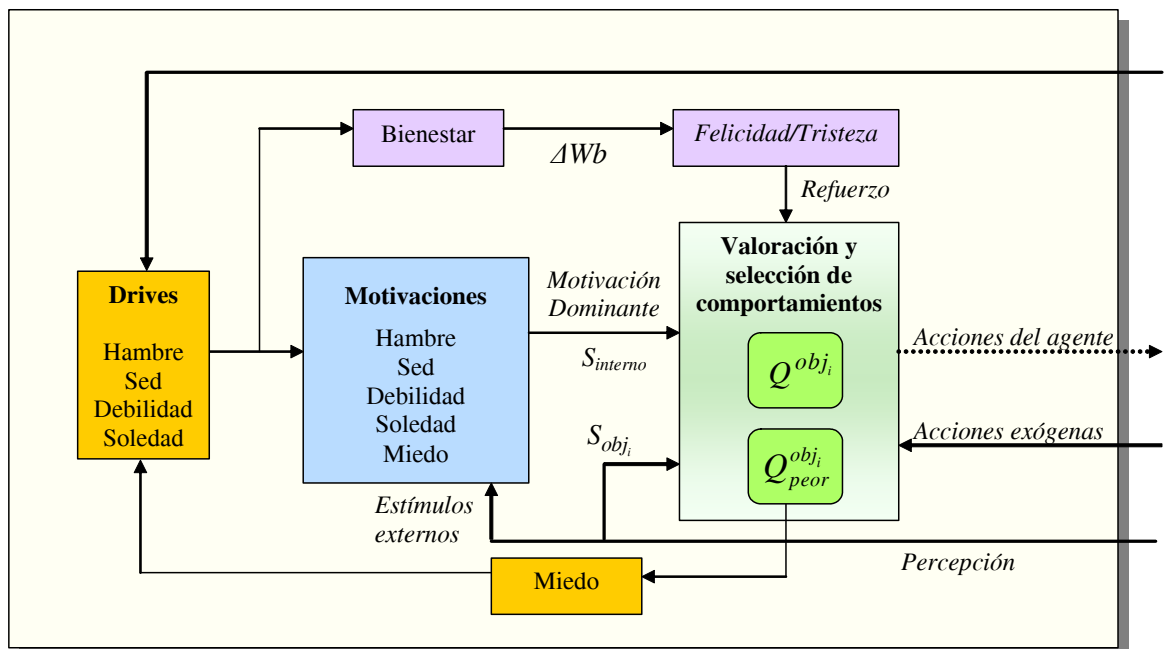 Bienestar
ΔWb
Felicidad/Tristeza
Refuerzo
Drives
Hambre
Sed
Debilidad
Soledad
Motivaciones
Hambre
Sed
Debilidad
Soledad
Miedo
Motivación
Dominante
S_interno
Valoración y
selección de
comportamientos
Q^obj_i
Q^obj_i_peor
S_obj_i
Estímulos
externos
Miedo
Acciones del agente
Acciones exógenas
Percepción